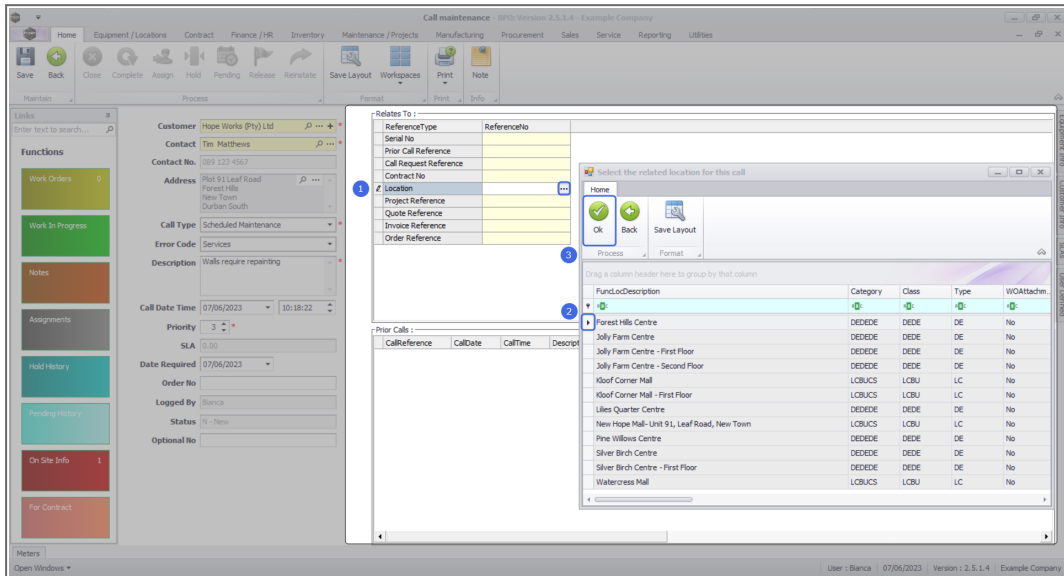 Call maintenance - BPO: Version 2.5.1.4 - Example Company
Home Equipment / Locations Contract Finance / HR Inventory Maintenance / Projects Manufacturing Procurement Sales Service Reporting Utilities
Save Back Close Complete Assign Hold Pending Release Reinstate Save Layout Workspaces Print Note
Maintain Process Format Print Info
Links
Enter text to search...
Functions
Work Orders 0
Work In Progress
Notes
Assignments
Hold History
Pending History
On Site Info 1
For Contract
Customer Hope Works (Pty) Ltd
Contact Tim Matthews
Contact No. 089 123 4567
Address Plot 91 Leaf Road
Forest Hills
New Town
Durban South
Call Type Scheduled Maintenance
Error Code Services
Description Walls require repainting
Call Date Time 07/06/2023 10:18:22
Priority 3
SLA 0.00
Date Required 07/06/2023
Order No
Logged By Bianca
Status N - New
Optional No
Relates To :
ReferenceType ReferenceNo
Serial No
Prior Call Reference
Call Request Reference
Contract No
1 Location
Project Reference
Quote Reference
Invoice Reference
Order Reference
Prior Calls :
CallReference CallDate CallTime Descript
Select the related location for this call
Home
Ok Back Save Layout
3 Process Format
Drag a column header here to group by that column
FuncLocDescription Category Class Type WOAttachm...
2
Forest Hills Centre DEDEDE DEDE DE No
Jolly Farm Centre DEDEDE DEDE DE No
Jolly Farm Centre - First Floor DEDEDE DEDE DE No
Jolly Farm Centre - Second Floor DEDEDE DEDE DE No
Kloof Corner Mall LCBUCS LCBU LC No
Kloof Corner Mall - First Floor LCBUCS LCBU LC No
Lilies Quarter Centre DEDEDE DEDE DE No
New Hope Mall- Unit 91, Leaf Road, New Town LCBUCS LCBU LC No
Pine Willows Centre DEDEDE DEDE DE No
Silver Birch Centre DEDEDE DEDE DE No
Silver Birch Centre - First Floor DEDEDE DEDE DE No
Watercress Mall LCBUCS LCBU LC No
Equipment Info
Customer Info
SLAs
User Defined
Meters
Open Windows
User : Bianca 07/06/2023 Version : 2.5.1.4 Example Company